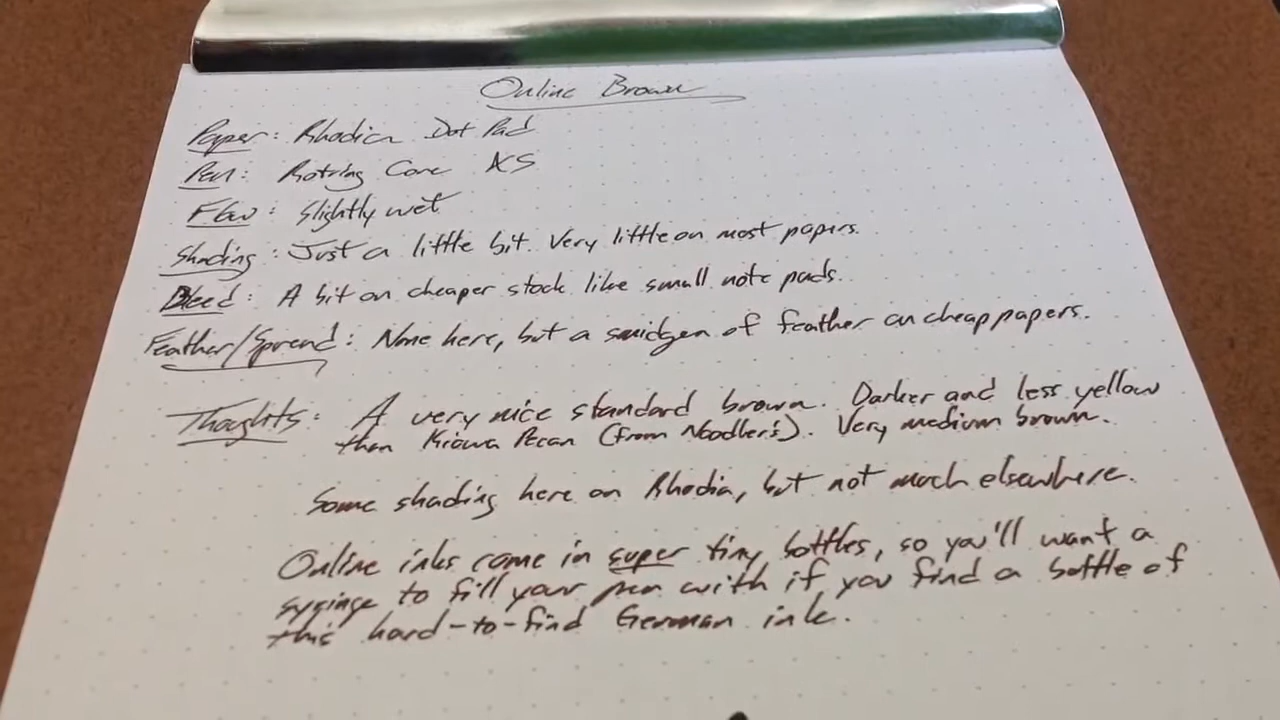 Online Brown
Paper: Rhodia Dot Pad
Pen: Rotring Core XS
Flow: Slightly wet
Shading: Just a little bit. Very little on most papers.
Bleed: A bit on cheaper stock like small note pads.
Feather/Spread: None here, but a smidgen of feather on cheap papers.
Thoughts: A very nice standard brown. Darker and less yellow
than Kiowa Pecan (from Noodler's). Very medium brown.
Some shading here on Rhodia, but not much elsewhere.
Online inks come in super tiny bottles, so you'll want a
syginge to fill your pen with if you find a bottle of
this hard-to-find German ink.